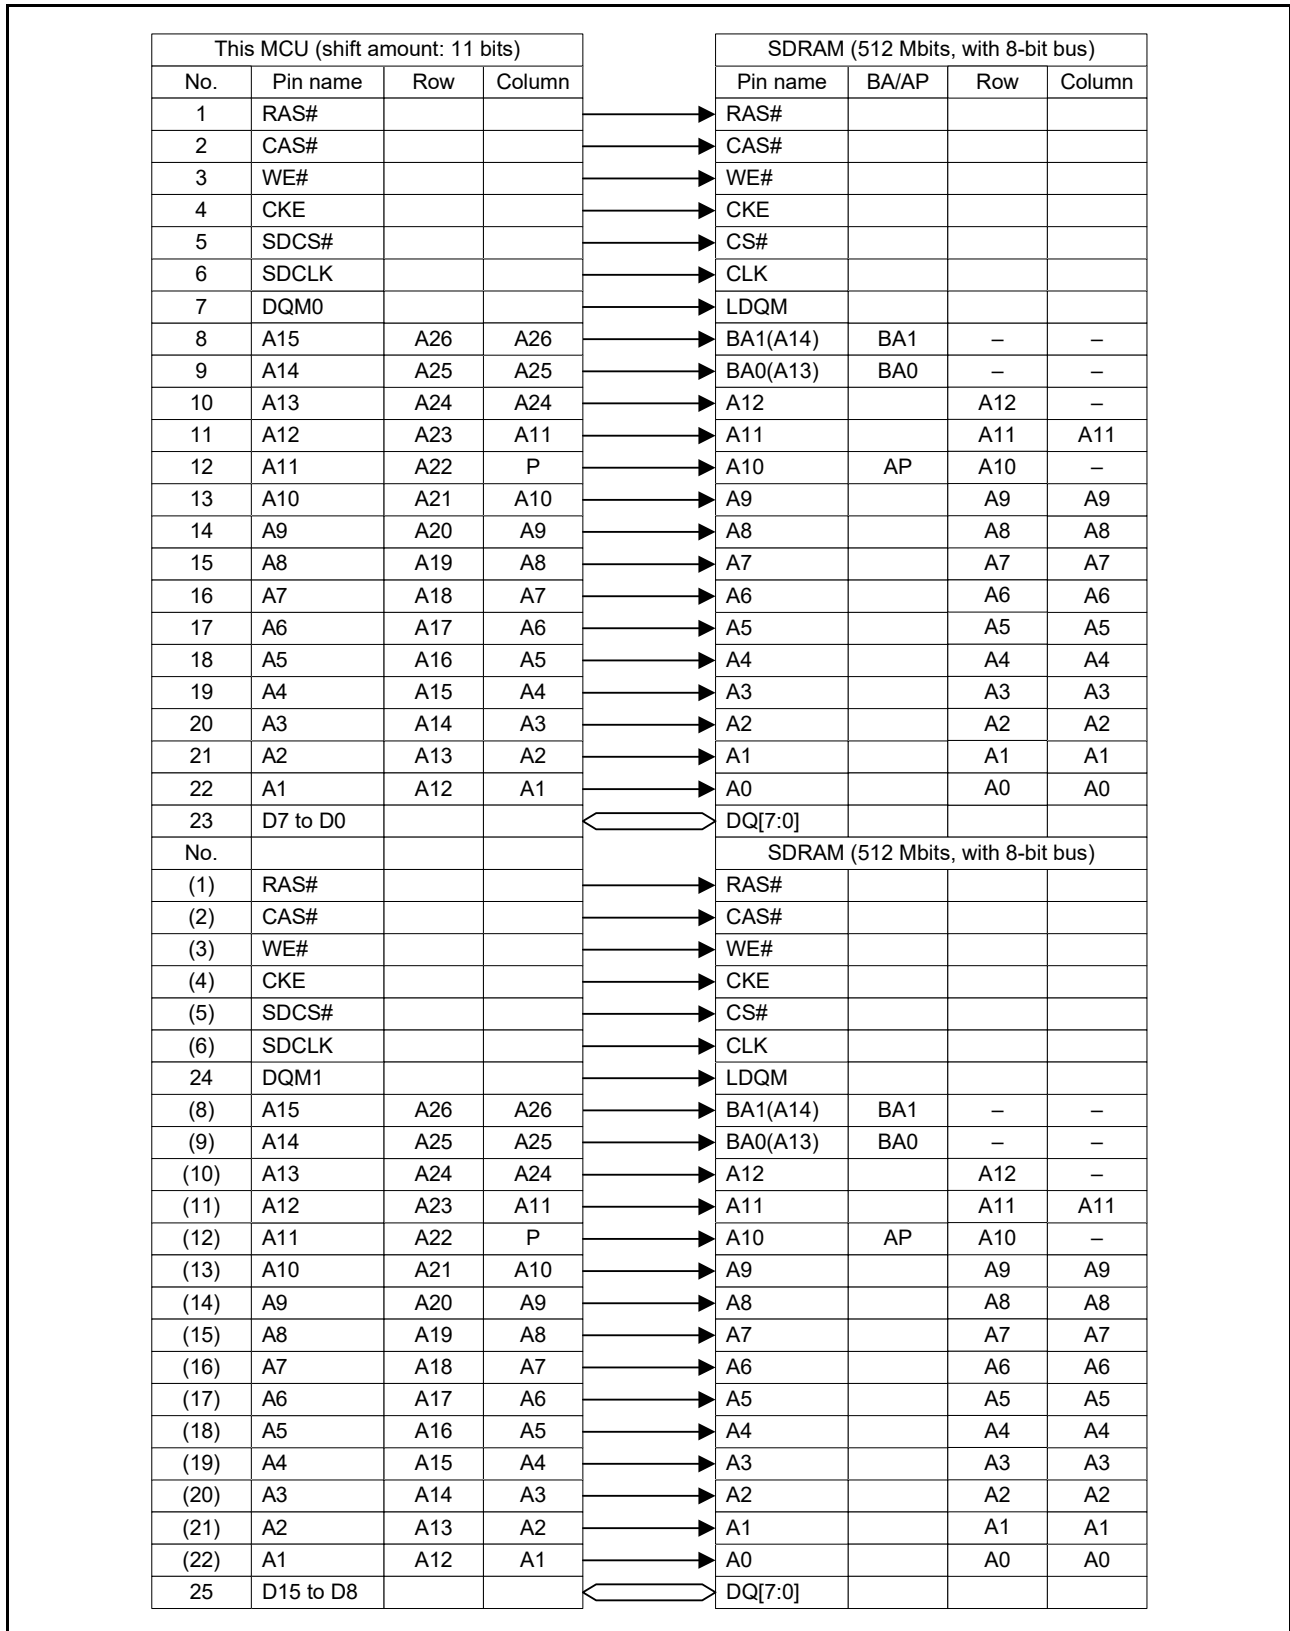 This MCU (shift amount: 11 bits) SDRAM (512 Mbits, with 8-bit bus)
No. Pin name Row Column Pin name BA/AP Row Column
1 RAS# RAS#
2 CAS# CAS#
3 WE# WE#
4 CKE CKE
5 SDCS# CS#
6 SDCLK CLK
7 DQM0 LDQM
8 A15 A26 A26 BA1(A14) BA1 – –
9 A14 A25 A25 BA0(A13) BA0 – –
10 A13 A24 A24 A12 A12 –
11 A12 A23 A11 A11 A11 A11
12 A11 A22 P A10 AP A10 –
13 A10 A21 A10 A9 A9 A9
14 A9 A20 A9 A8 A8 A8
15 A8 A19 A8 A7 A7 A7
16 A7 A18 A7 A6 A6 A6
17 A6 A17 A6 A5 A5 A5
18 A5 A16 A5 A4 A4 A4
19 A4 A15 A4 A3 A3 A3
20 A3 A14 A3 A2 A2 A2
21 A2 A13 A2 A1 A1 A1
22 A1 A12 A1 A0 A0 A0
23 D7 to D0 DQ[7:0]
No. SDRAM (512 Mbits, with 8-bit bus)
(1) RAS# RAS#
(2) CAS# CAS#
(3) WE# WE#
(4) CKE CKE
(5) SDCS# CS#
(6) SDCLK CLK
24 DQM1 LDQM
(8) A15 A26 A26 BA1(A14) BA1 – –
(9) A14 A25 A25 BA0(A13) BA0 – –
(10) A13 A24 A24 A12 A12 –
(11) A12 A23 A11 A11 A11 A11
(12) A11 A22 P A10 AP A10 –
(13) A10 A21 A10 A9 A9 A9
(14) A9 A20 A9 A8 A8 A8
(15) A8 A19 A8 A7 A7 A7
(16) A7 A18 A7 A6 A6 A6
(17) A6 A17 A6 A5 A5 A5
(18) A5 A16 A5 A4 A4 A4
(19) A4 A15 A4 A3 A3 A3
(20) A3 A14 A3 A2 A2 A2
(21) A2 A13 A2 A1 A1 A1
(22) A1 A12 A1 A0 A0 A0
25 D15 to D8 DQ[7:0]